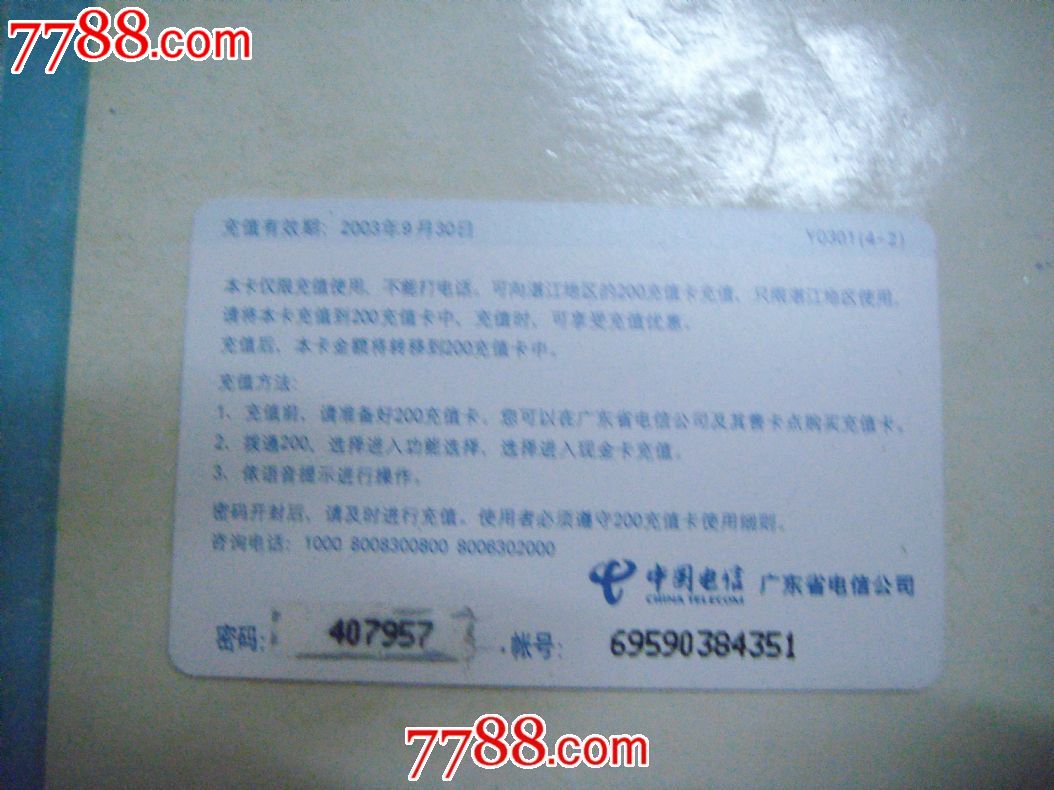 7788.com
充值有效期：2003年9月30日 Y0301(4-2)
本卡仅限充值使用，不能打电话。可向湛江地区的200充值卡充值，只限湛江地区使用。
请将本卡充值到200充值卡中，充值时，可享受充值优惠。
充值后，本卡金额将转移到200充值卡中。
充值方法：
1、充值前，请准备好200充值卡。您可以在广东省电信公司及其售卡点购买充值卡。
2、拨通200，选择进入功能选择，选择进入现金卡充值。
3、依语音提示进行操作。
密码开封后，请及时进行充值。使用者必须遵守200充值卡使用细则。
咨询电话：1000 8008300800 8006302000
中国电信 广东省电信公司
CHINA TELECOM
密码：407957 帐号：69590384351
7788.com